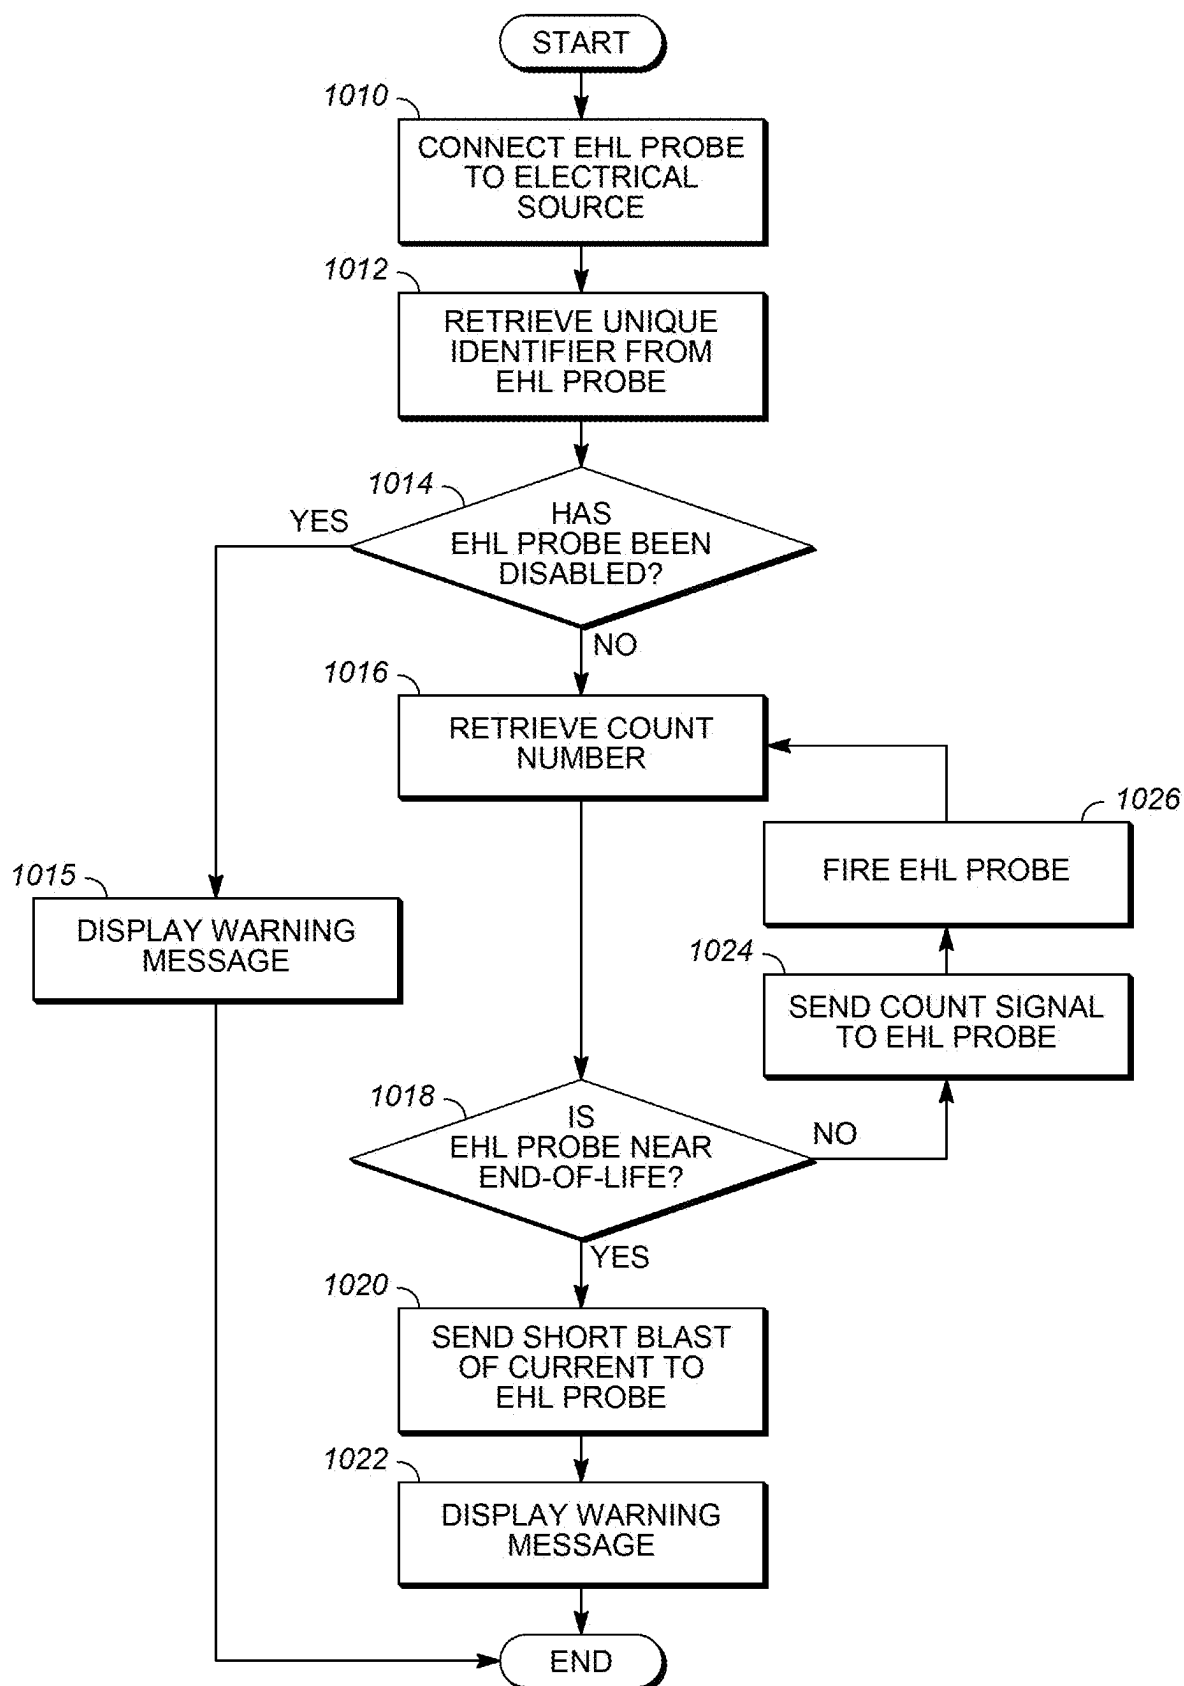 START
1010
CONNECT EHL PROBE
TO ELECTRICAL
SOURCE
1012
RETRIEVE UNIQUE
IDENTIFIER FROM
EHL PROBE
1014
YES
HAS
EHL PROBE BEEN
DISABLED?
NO
1016
RETRIEVE COUNT
NUMBER
1026
FIRE EHL PROBE
1015
DISPLAY WARNING
MESSAGE
1024
SEND COUNT SIGNAL
TO EHL PROBE
1018
IS
EHL PROBE NEAR
END-OF-LIFE?
NO
YES
1020
SEND SHORT BLAST
OF CURRENT TO
EHL PROBE
1022
DISPLAY WARNING
MESSAGE
END